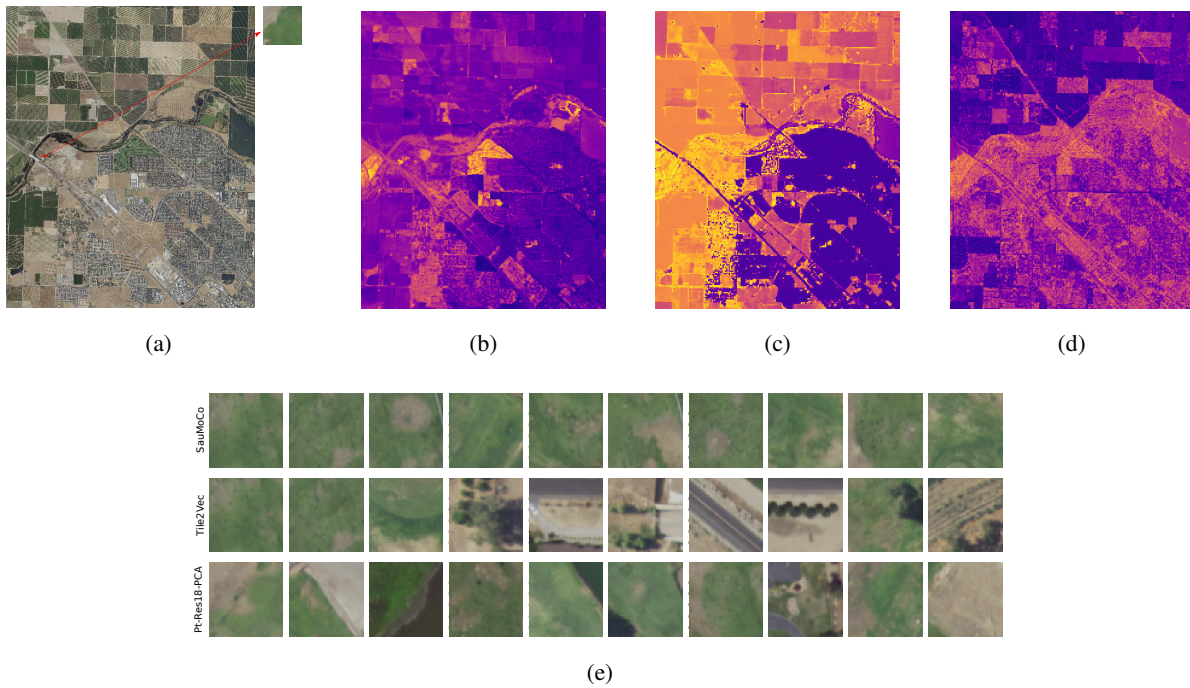 (a)
(b)
(c)
(d)
SauMoCo
Tile2Vec
Pt-Res18-PCA
(e)